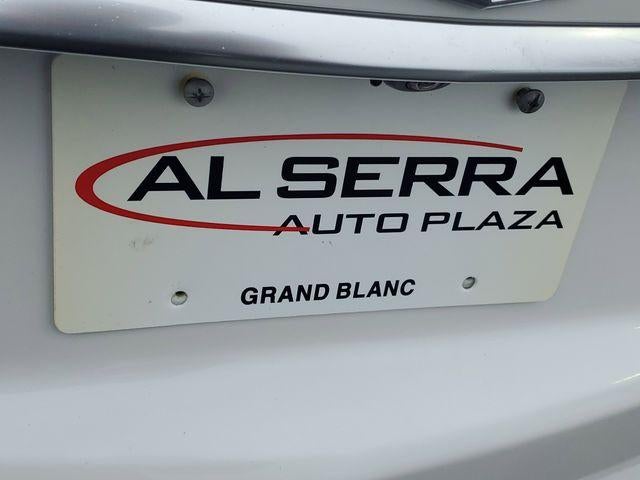 AL SERRA
AUTO PLAZA
GRAND BLANC